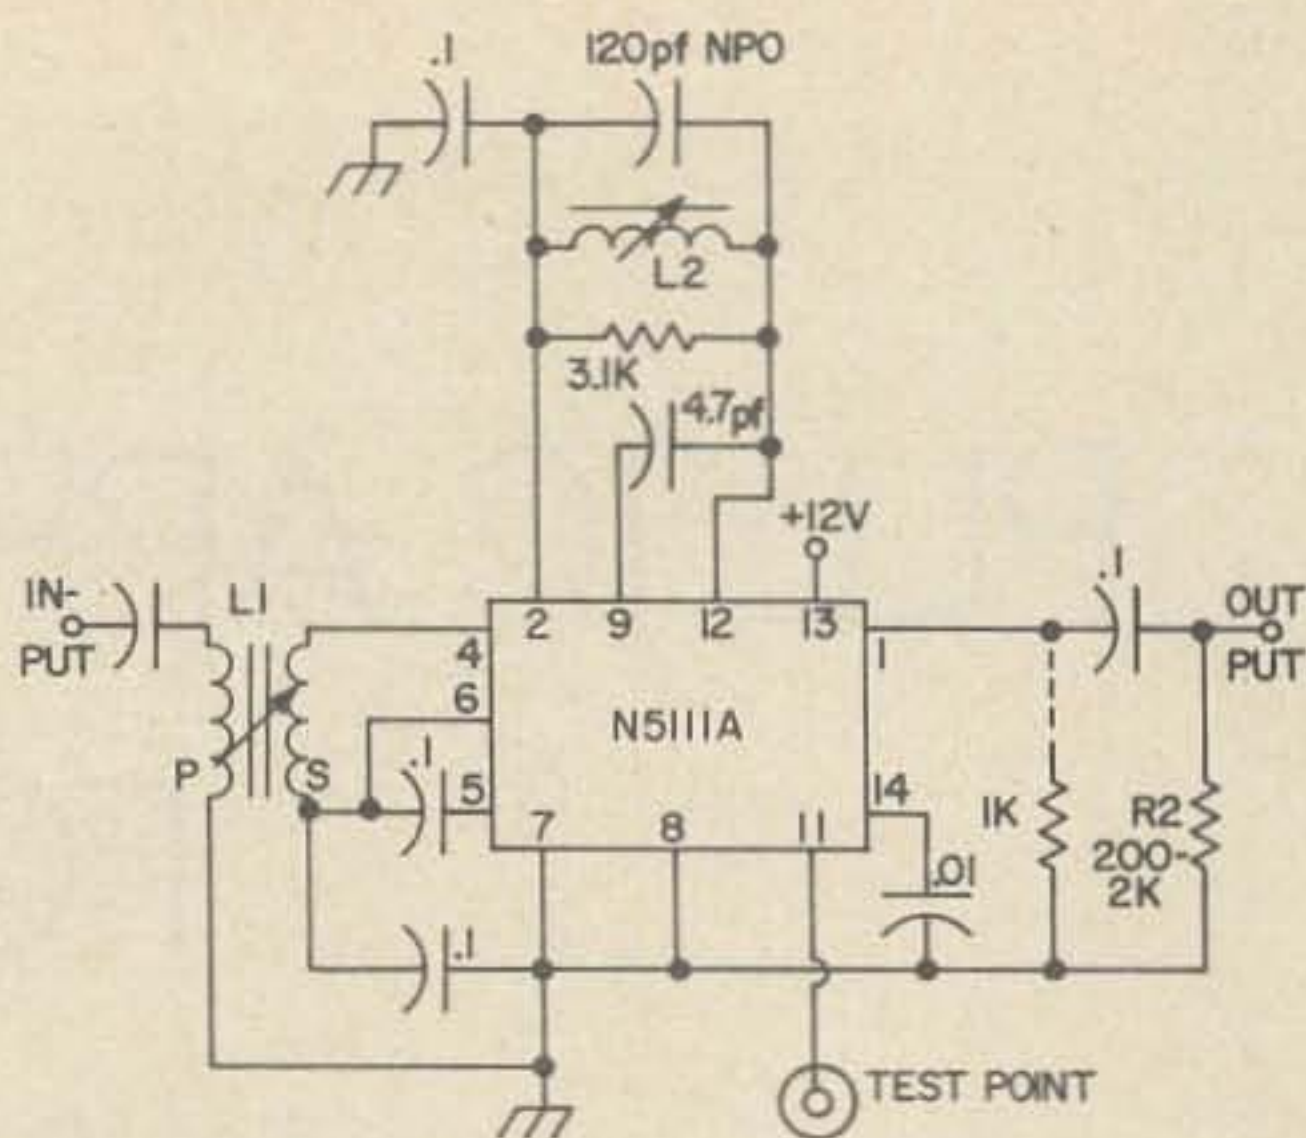 .1
120pf NPO
L2
3.1K
4.7pf
+12V
IN-
PUT
L1
P
S
2
9
12
13
4
6
5
.1
N5111A
1
14
7
8
11
.1
.01
1K
R2
200-
2K
.1
OUT
PUT
TEST POINT